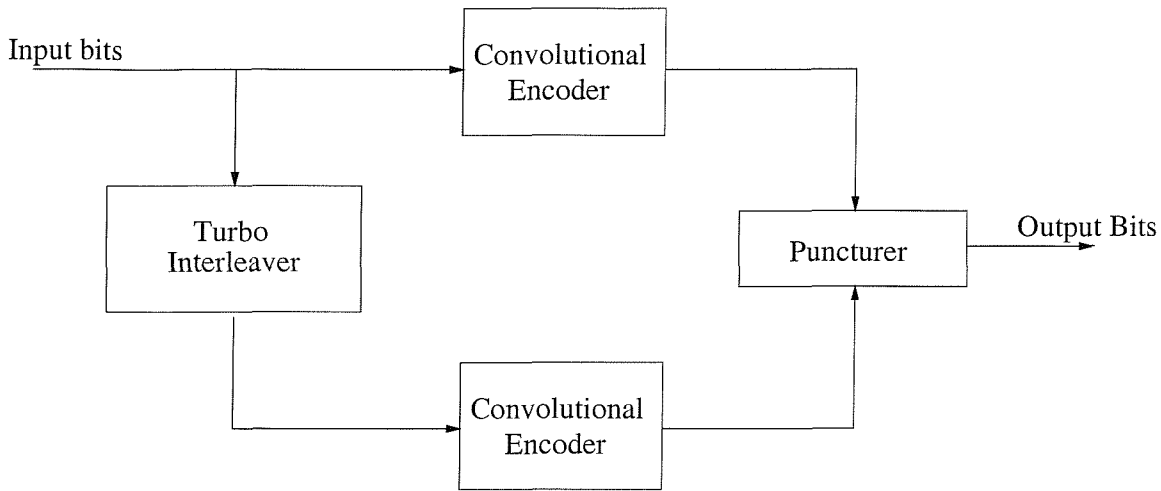 Input bits
Convolutional
Encoder
Turbo
Interleaver
Puncturer
Output Bits
Convolutional
Encoder